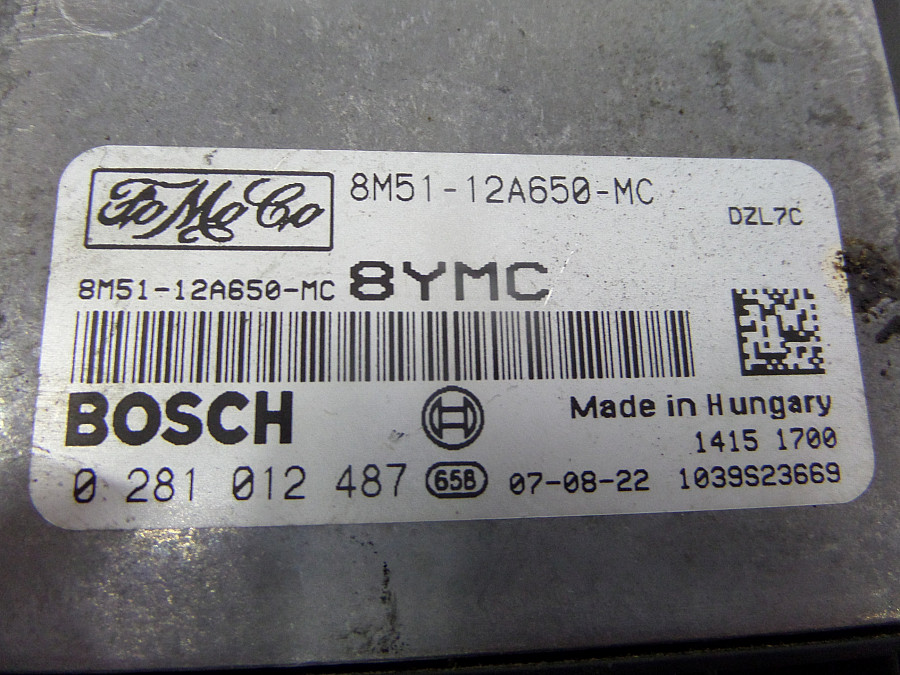 FoMoCo
8M51-12A650-MC
DZL7C
8M51-12A650-MC 8YMC
BOSCH
Made in Hungary
1415 1700
0 281 012 487 658 07-08-22 1039S23669